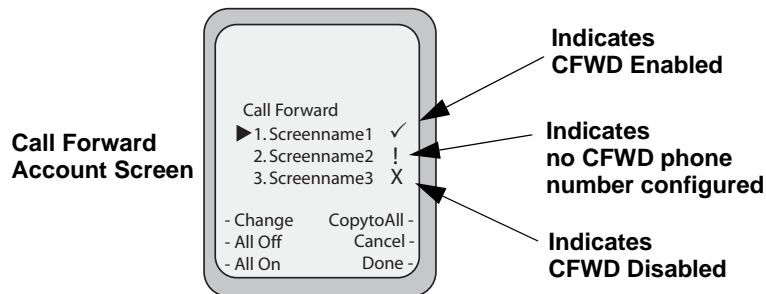 Indicates
CFWD Enabled
Call Forward
Account Screen
Call Forward
1. Screenname1 ✓
2. Screenname2 !
3. Screenname3 X
Indicates
no CFWD phone
number configured
- Change CopytoAll -
- All Off Cancel -
- All On Done -
Indicates
CFWD Disabled